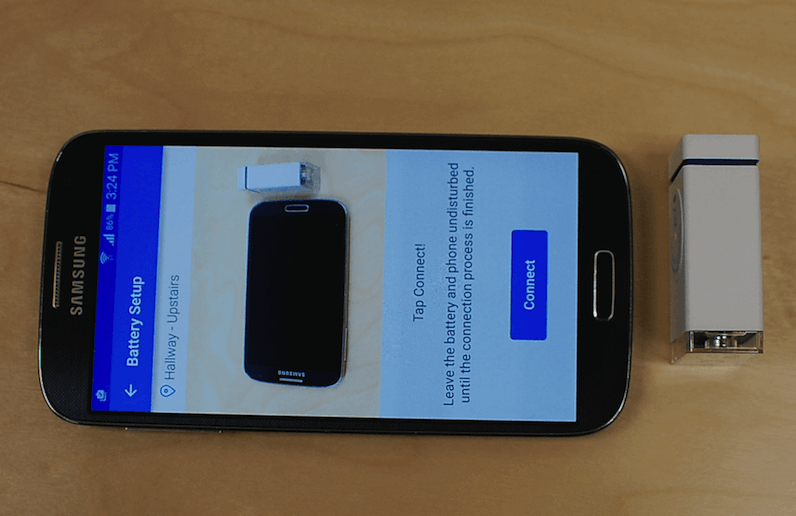 SAMSUNG
86% 3:24 PM
Battery Setup
Hallway - Upstairs
SAMSUNG
Tap Connect!
Leave the battery and phone undisturbed
until the connection process is finished.
Connect